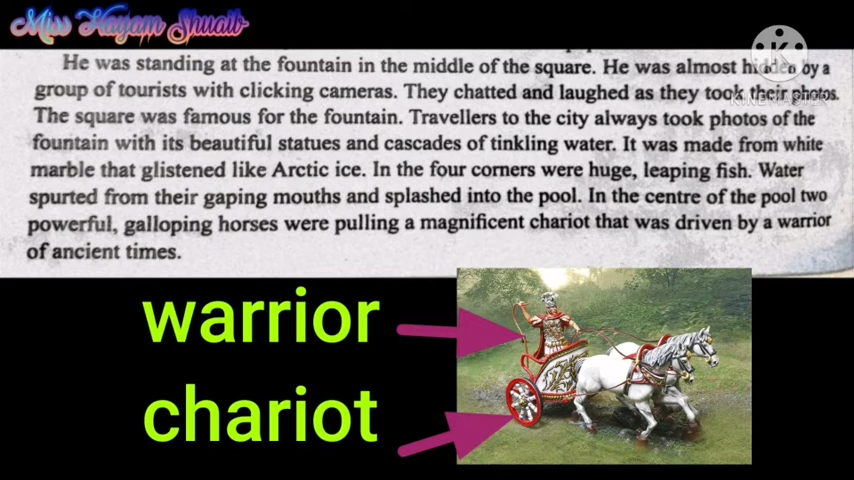 Miss Hayam Shuaib
He was standing at the fountain in the middle of the square. He was almost hidden by a
group of tourists with clicking cameras. They chatted and laughed as they took their photos.
The square was famous for the fountain. Travellers to the city always took photos of the
fountain with its beautiful statues and cascades of tinkling water. It was made from white
marble that glistened like Arctic ice. In the four corners were huge, leaping fish. Water
spurted from their gaping mouths and splashed into the pool. In the centre of the pool two
powerful, galloping horses were pulling a magnificent chariot that was driven by a warrior
of ancient times.
warrior
chariot
K
KINEMASTER